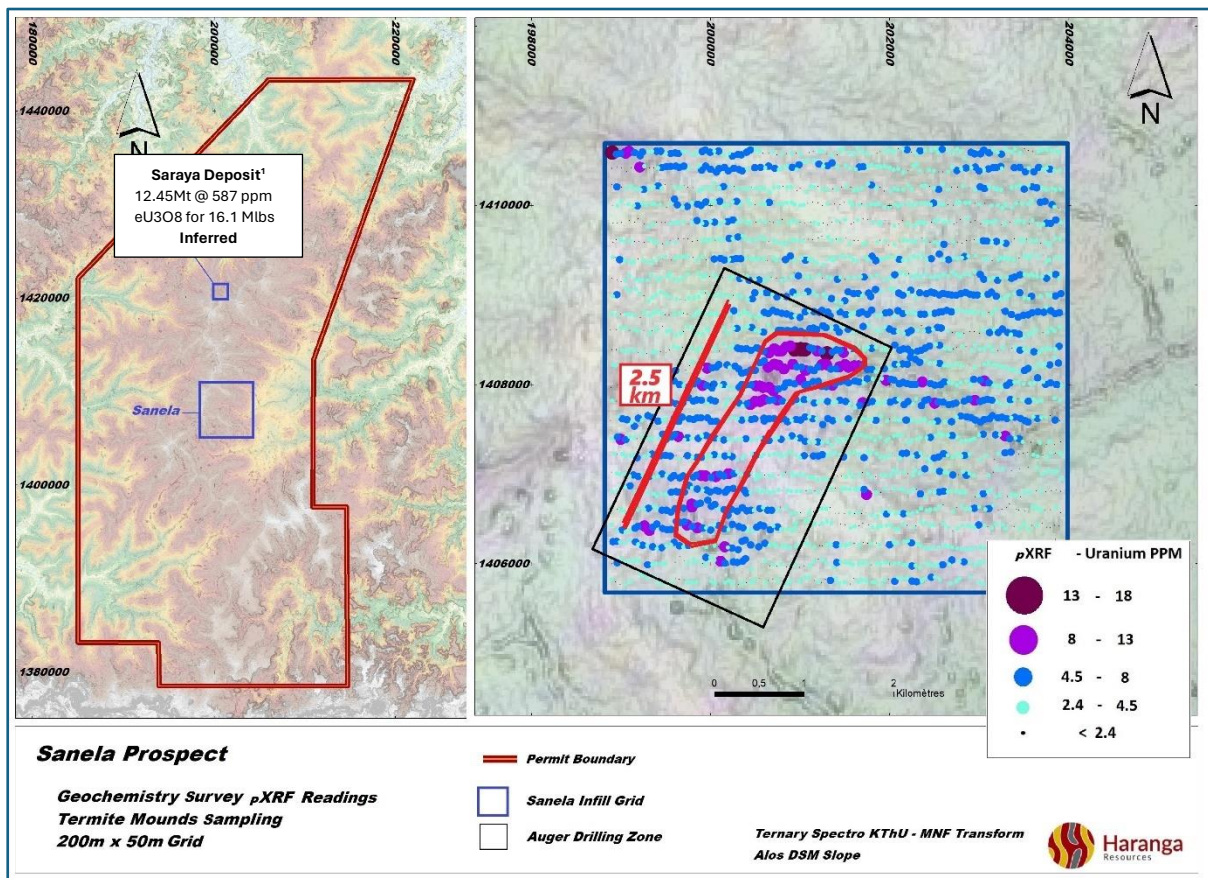 180000
200000
220000
1440000
N
Saraya Deposit¹
12.45Mt @ 587 ppm
eU3O8 for 16.1 Mlbs
Inferred
1420000
Sanela
1400000
1380000
198000
200000
202000
204000
N
1410000
2.5
km
1408000
1406000
0 0,5 1 2
Kilomètres
pXRF - Uranium PPM
13 - 18
8 - 13
4.5 - 8
2.4 - 4.5
< 2.4
Sanela Prospect
Geochemistry Survey pXRF Readings
Termite Mounds Sampling
200m x 50m Grid
Permit Boundary
Sanela Infill Grid
Auger Drilling Zone
Ternary Spectro KThU - MNF Transform
Alos DSM Slope
Haranga
Resources